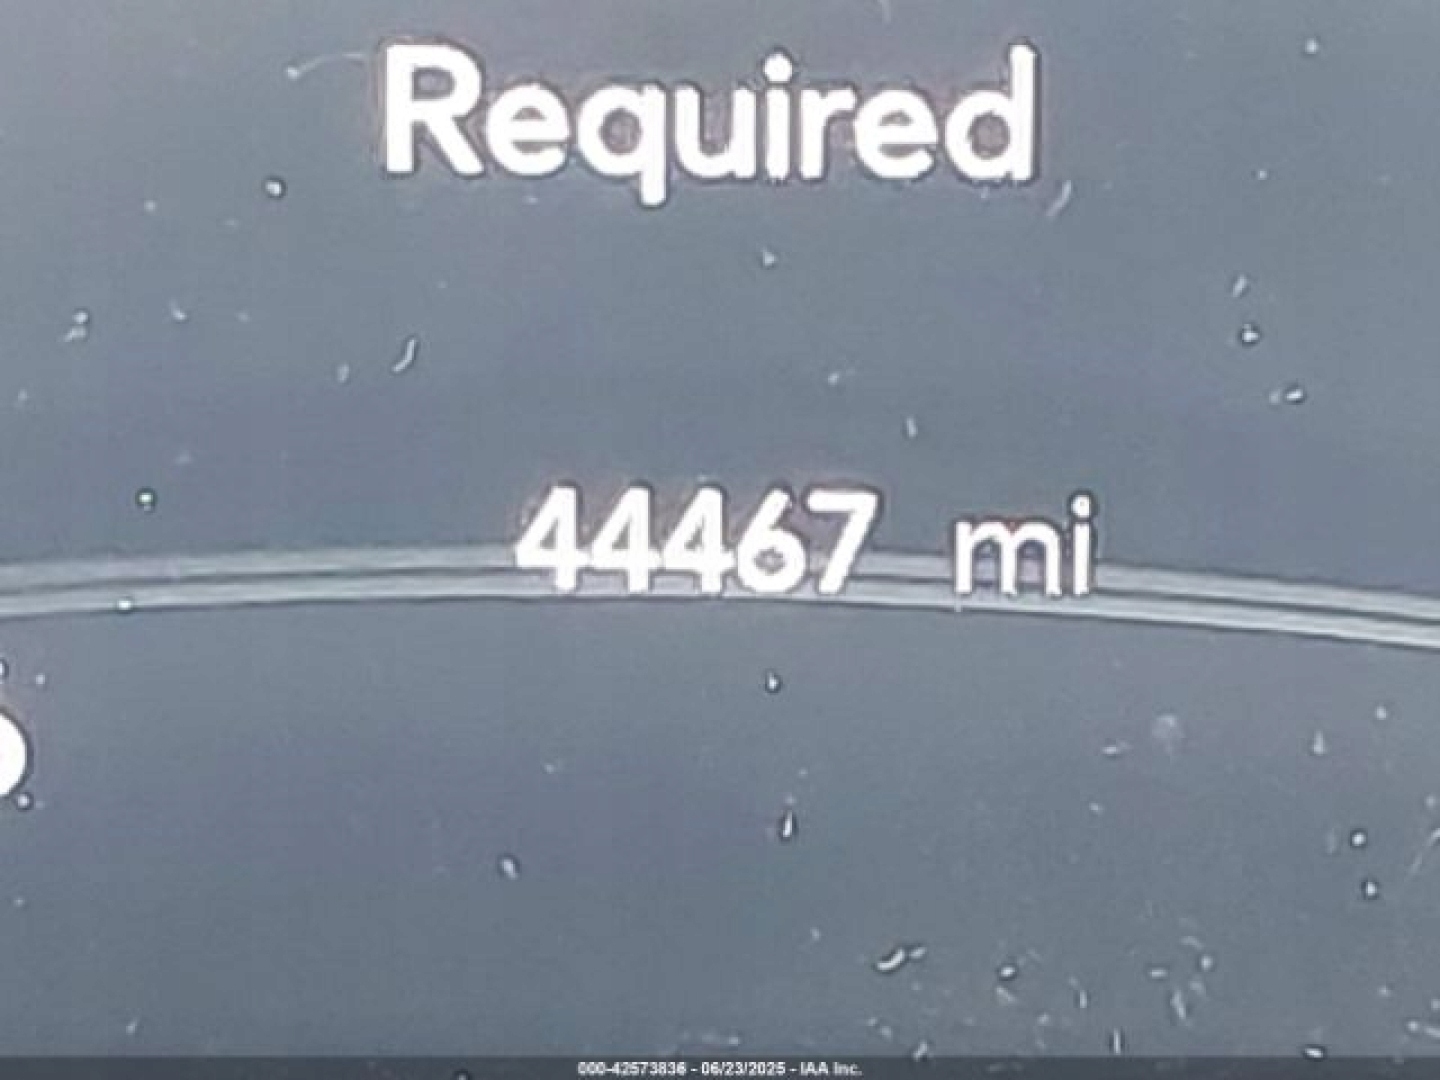 Required
44467 mi
000-42573836 - 06/23/2025 - IAA Inc.